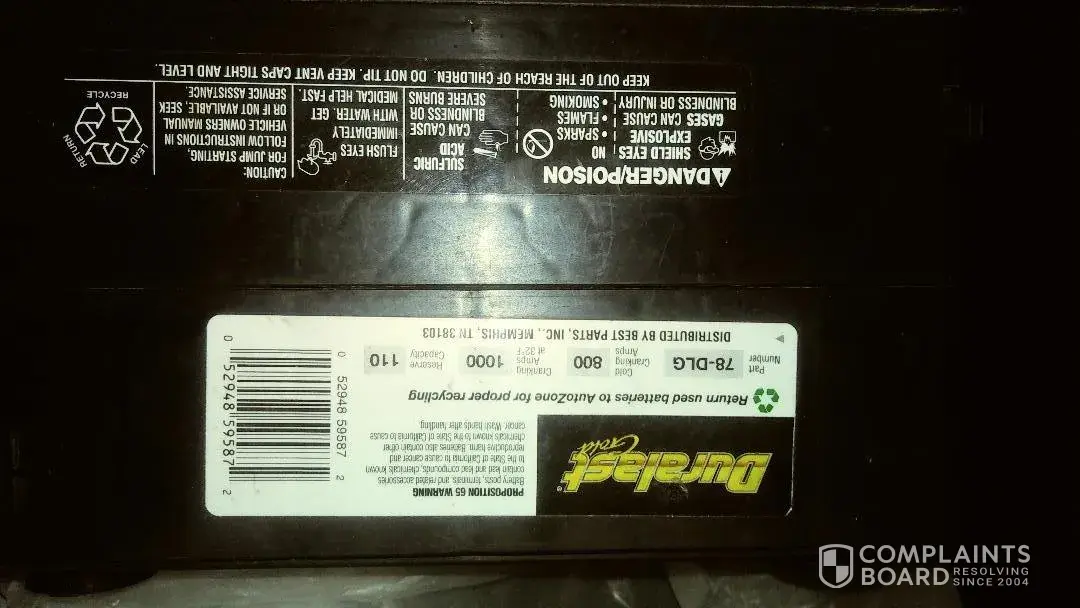 Duralast
Gold
PROPOSITION 65 WARNING
Battery posts, terminals and related accessories
contain lead and lead compounds, chemicals known
to the State of California to cause cancer and
reproductive harm. Batteries also contain other
chemicals known to the State of California to cause
cancer. Wash hands after handling.
Return used batteries to AutoZone for proper recycling
Part
Number
78-DLG
Cold
Cranking
Amps
800
Cranking
Amps
at 32°F
1000
Reserve
Capacity
110
DISTRIBUTED BY BEST PARTS, INC., MEMPHIS, TN 38103
0 52948 59587 2
0 52948 59587 2
DANGER/POISON
SHIELD EYES
EXPLOSIVE
GASES CAN CAUSE
BLINDNESS OR INJURY
NO
• SPARKS
• FLAMES
• SMOKING
SULFURIC
ACID
CAN CAUSE
BLINDNESS OR
SEVERE BURNS
FLUSH EYES
IMMEDIATELY
WITH WATER. GET
MEDICAL HELP FAST.
CAUTION:
FOR JUMP STARTING,
FOLLOW INSTRUCTIONS IN
VEHICLE OWNERS MANUAL
OR IF NOT AVAILABLE, SEEK
SERVICE ASSISTANCE.
LEAD
RETURN
RECYCLE
KEEP OUT OF THE REACH OF CHILDREN. DO NOT TIP. KEEP VENT CAPS TIGHT AND LEVEL.
COMPLAINTS
BOARD RESOLVING
SINCE 2004